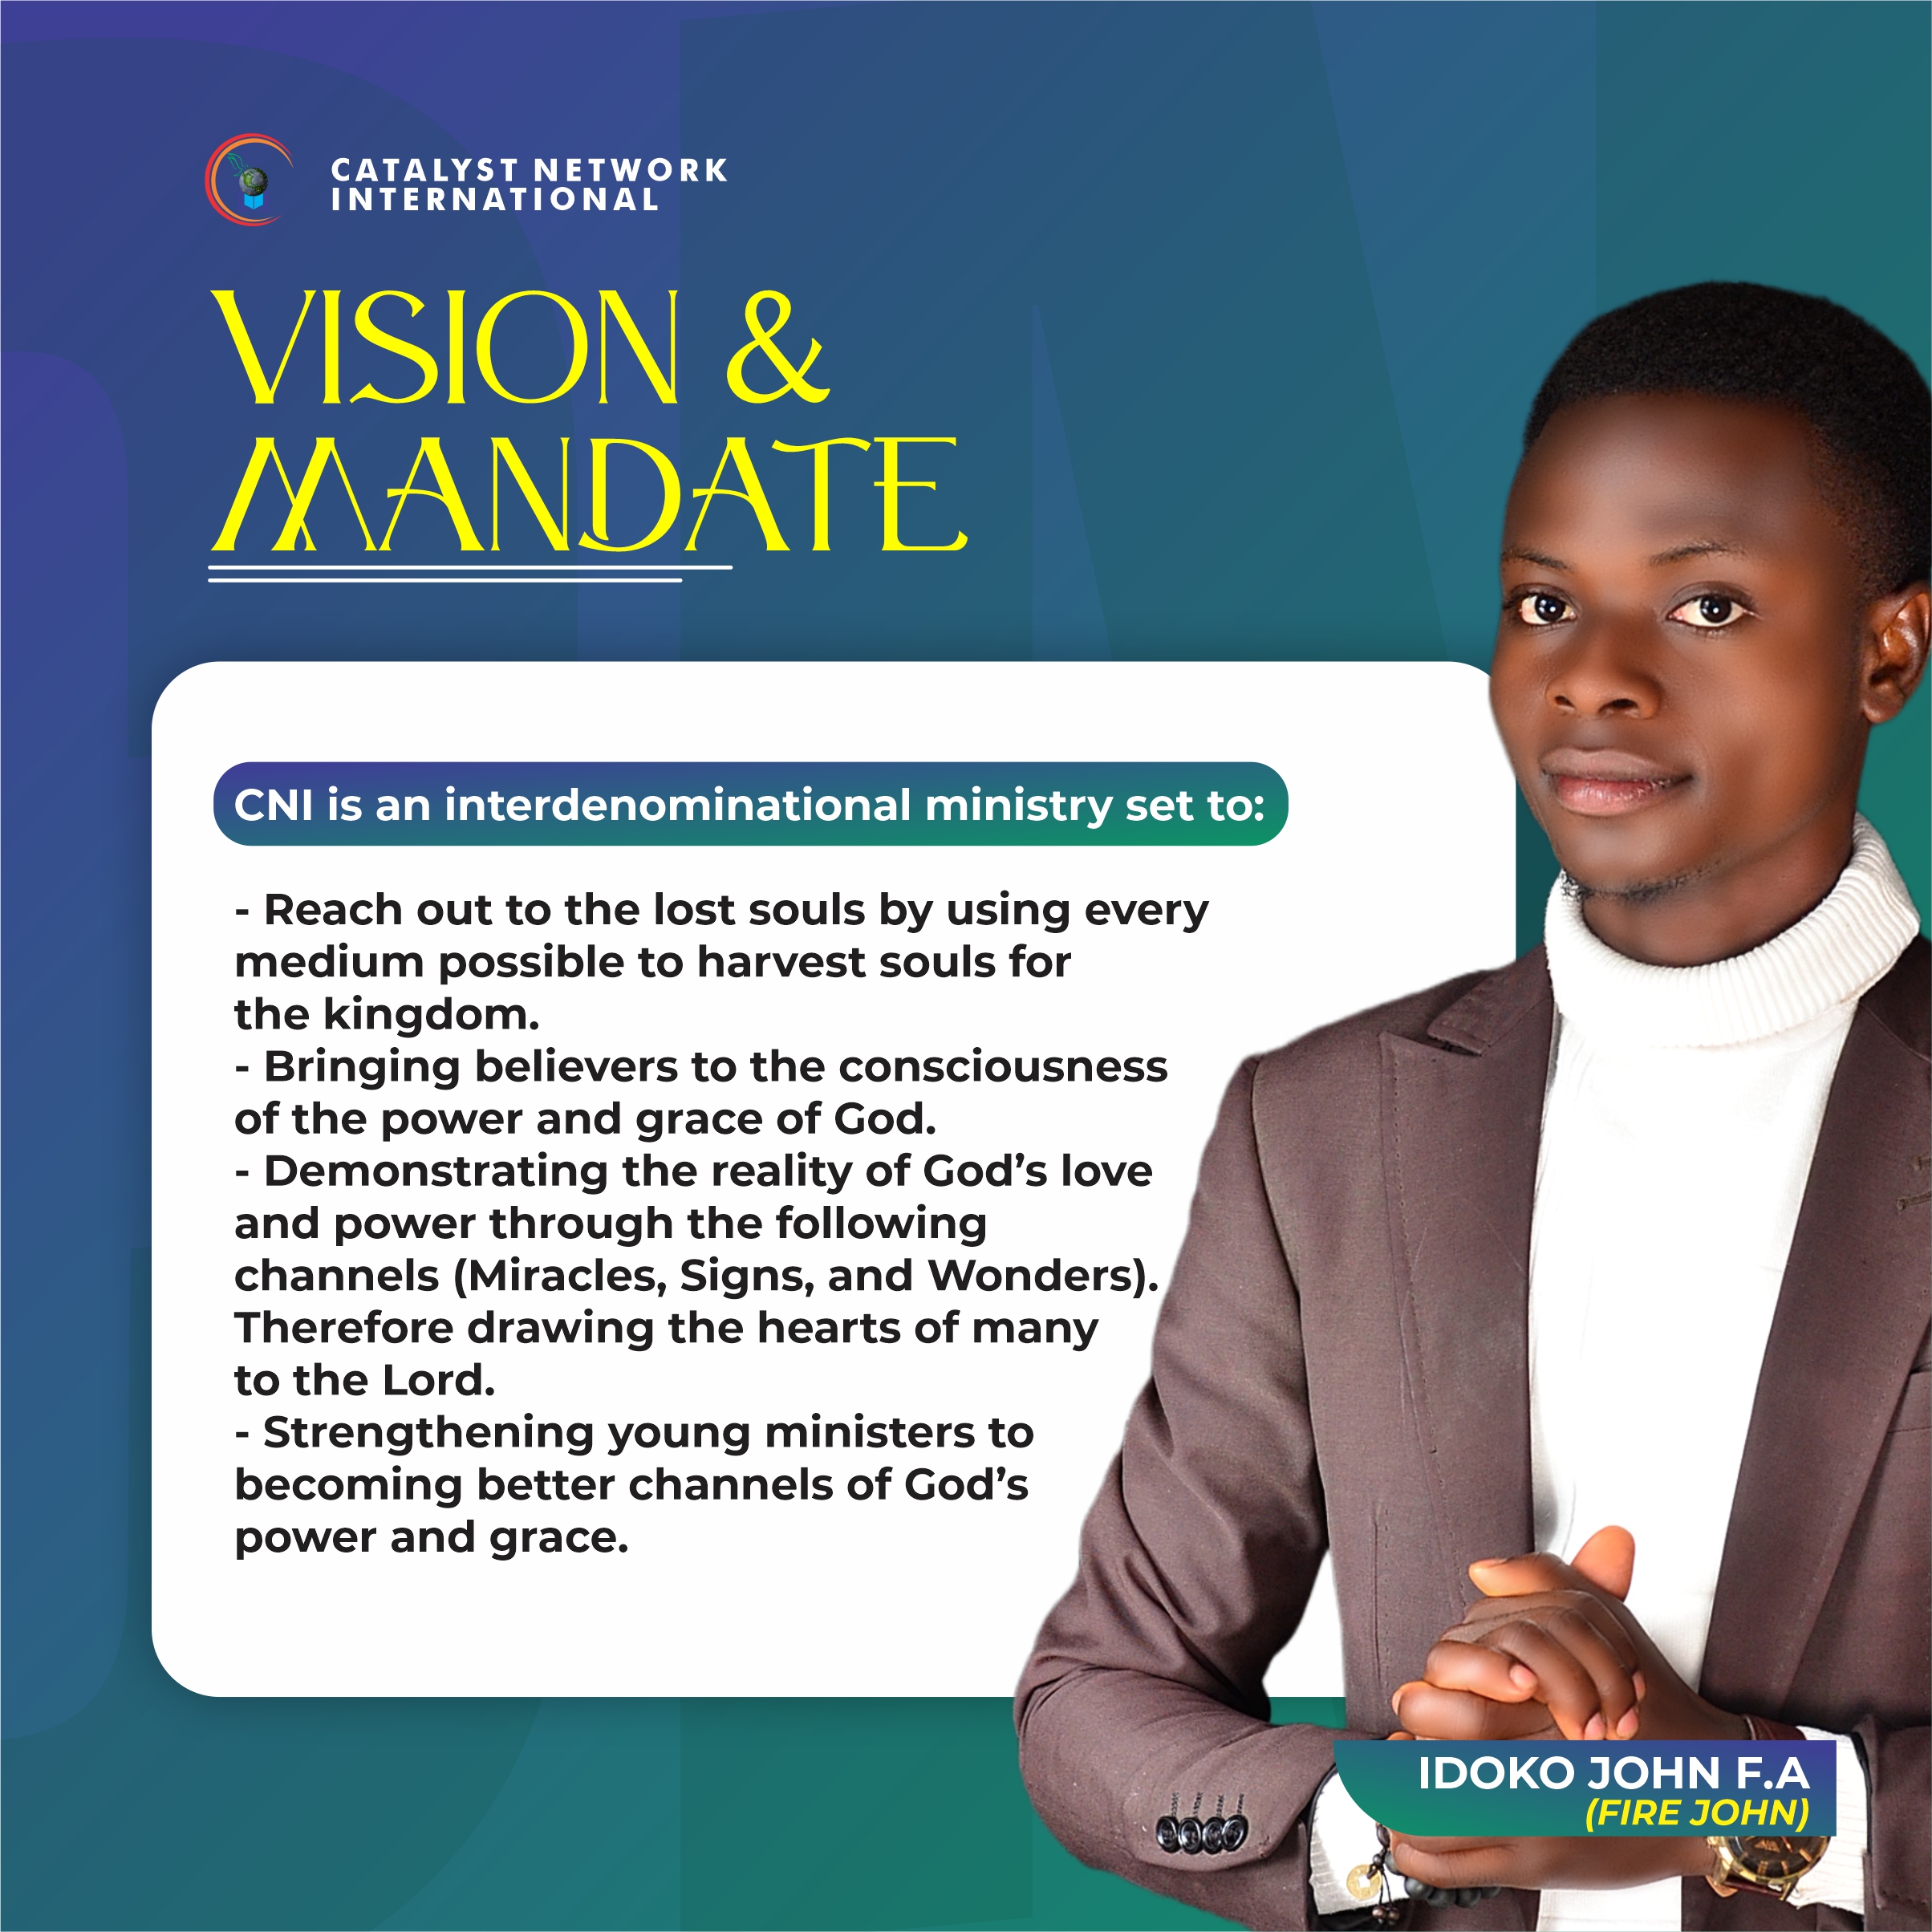 CATALYST NETWORK
INTERNATIONAL
VISION &
MANDATE
CNI is an interdenominational ministry set to:
- Reach out to the lost souls by using every
medium possible to harvest souls for
the kingdom.
- Bringing believers to the consciousness
of the power and grace of God.
- Demonstrating the reality of God’s love
and power through the following
channels (Miracles, Signs, and Wonders).
Therefore drawing the hearts of many
to the Lord.
- Strengthening young ministers to
becoming better channels of God’s
power and grace.
IDOKO JOHN F.A
(FIRE JOHN)